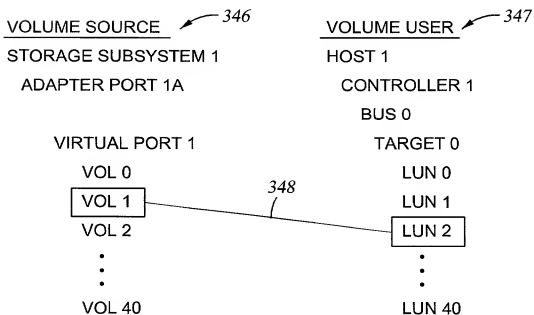 VOLUME SOURCE 346
STORAGE SUBSYSTEM 1
ADAPTER PORT 1A
VIRTUAL PORT 1
VOL 0
VOL 1
VOL 2
VOL 40
348
VOLUME USER 347
HOST 1
CONTROLLER 1
BUS 0
TARGET 0
LUN 0
LUN 1
LUN 2
LUN 40